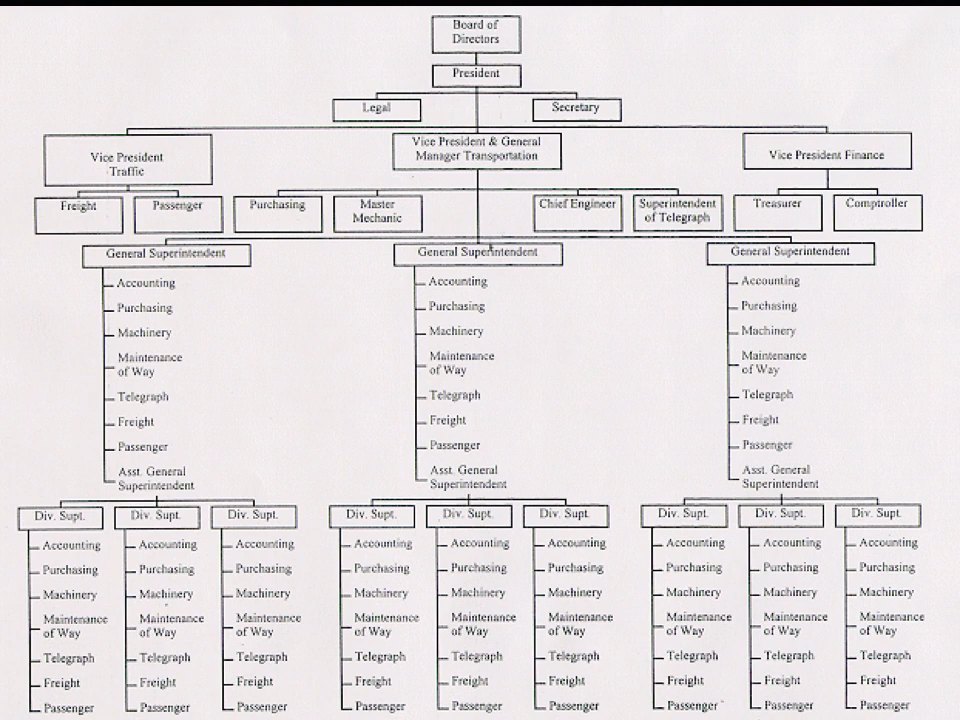 Board of
Directors
President
Legal
Secretary
Vice President
Traffic
Vice President & General
Manager Transportation
Vice President Finance
Freight
Passenger
Purchasing
Master
Mechanic
Chief Engineer
Superintendent
of Telegraph
Treasurer
Comptroller
General Superintendent
Accounting
Purchasing
Machinery
Maintenance
of Way
Telegraph
Freight
Passenger
Asst. General
Superintendent
General Superintendent
Accounting
Purchasing
Machinery
Maintenance
of Way
Telegraph
Freight
Passenger
Asst. General
Superintendent
General Superintendent
Accounting
Purchasing
Machinery
Maintenance
of Way
Telegraph
Freight
Passenger
Asst. General
Superintendent
Div. Supt.
Accounting
Purchasing
Machinery
Maintenance
of Way
Telegraph
Freight
Passenger
Div. Supt.
Accounting
Purchasing
Machinery
Maintenance
of Way
Telegraph
Freight
Passenger
Div. Supt.
Accounting
Purchasing
Machinery
Maintenance
of Way
Telegraph
Freight
Passenger
Div. Supt.
Accounting
Purchasing
Machinery
Maintenance
of Way
Telegraph
Freight
Passenger
Div. Supt.
Accounting
Purchasing
Machinery
Maintenance
of Way
Telegraph
Freight
Passenger
Div. Supt.
Accounting
Purchasing
Machinery
Maintenance
of Way
Telegraph
Freight
Passenger
Div. Supt.
Accounting
Purchasing
Machinery
Maintenance
of Way
Telegraph
Freight
Passenger
Div. Supt.
Accounting
Purchasing
Machinery
Maintenance
of Way
Telegraph
Freight
Passenger
Div. Supt.
Accounting
Purchasing
Machinery
Maintenance
of Way
Telegraph
Freight
Passenger